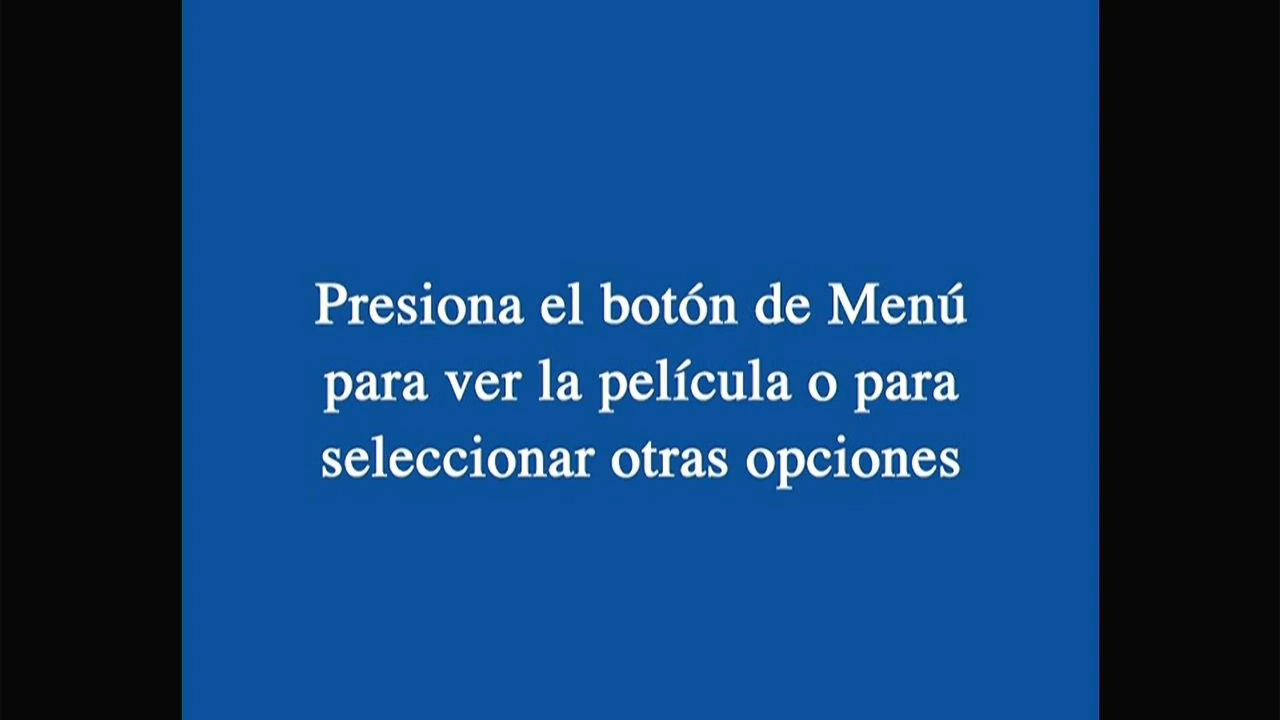 Presiona el botón de Menú
para ver la película o para
seleccionar otras opciones